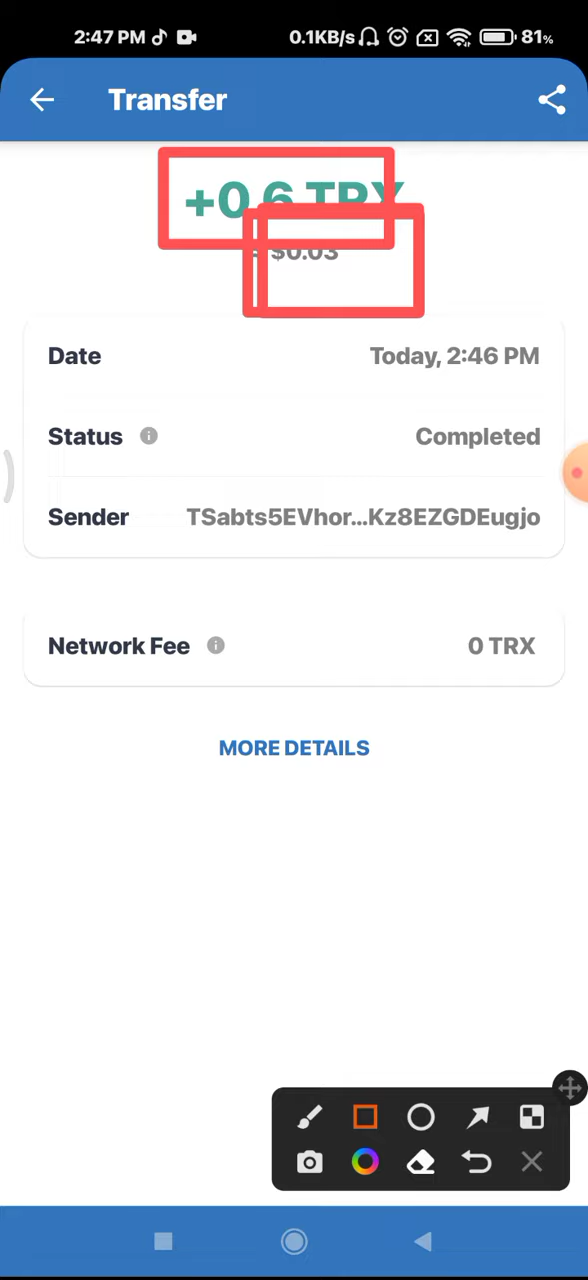 2:47 PM 0.1KB/s 81%
Transfer
+0.6 TRX
≈ $0.03
Date Today, 2:46 PM
Status Completed
Sender TSabts5EVhor...Kz8EZGDEugjo
Network Fee 0 TRX
MORE DETAILS